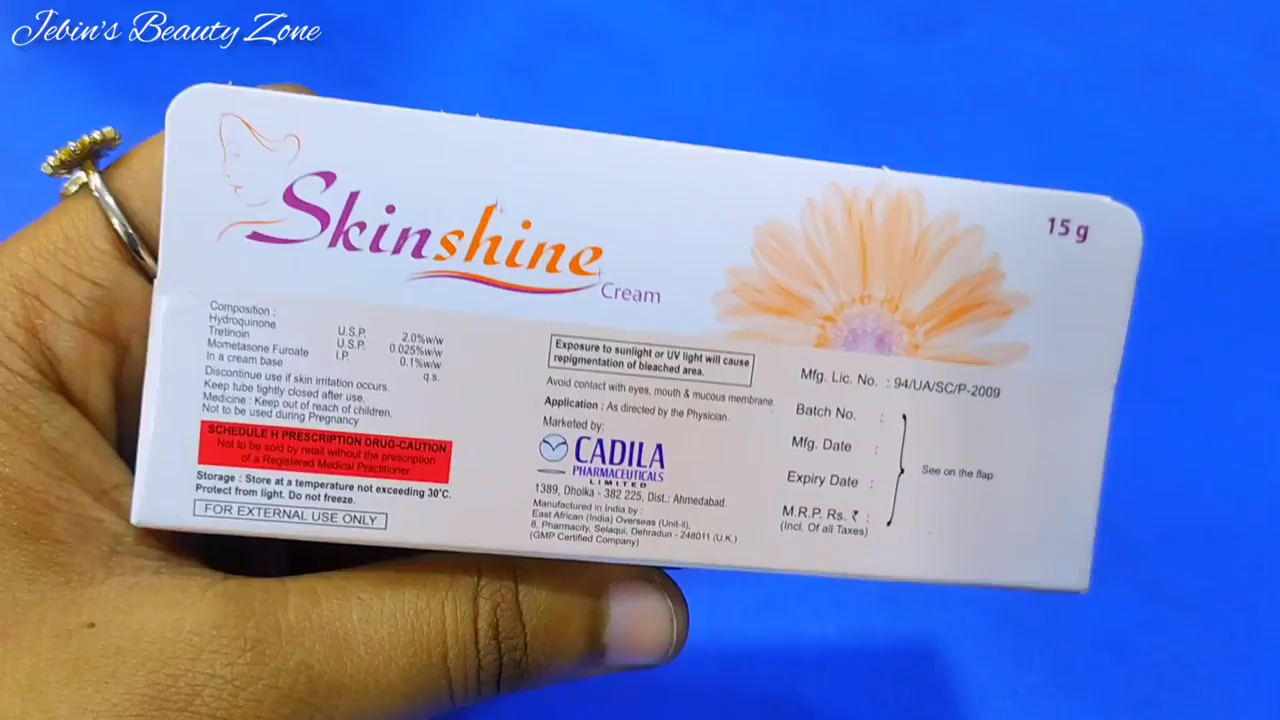 Jebin's Beauty Zone
Skinshine
Cream
15 g
Composition :
Hydroquinone U.S.P. 2.0%w/w
Tretinoin U.S.P. 0.025%w/w
Mometasone Furoate I.P. 0.1%w/w
In a cream base q.s.
Discontinue use if skin irritation occurs.
Keep tube tightly closed after use.
Medicine : Keep out of reach of children.
Not to be used during Pregnancy
SCHEDULE H PRESCRIPTION DRUG-CAUTION
Not to be sold by retail without the prescription
of a Registered Medical Practitioner
Storage : Store at a temperature not exceeding 30°C.
Protect from light. Do not freeze.
FOR EXTERNAL USE ONLY
Exposure to sunlight or UV light will cause
repigmentation of bleached area.
Avoid contact with eyes, mouth & mucous membrane.
Application : As directed by the Physician.
Marketed by:
CADILA
PHARMACEUTICALS
LIMITED
1389, Dholka - 382 225, Dist.: Ahmedabad.
Manufactured in India by :
East African (India) Overseas (Unit-II),
8, Pharmacity, Selaqui, Dehradun - 248011 (U.K.)
(GMP Certified Company)
Mfg. Lic. No. : 94/UA/SC/P-2009
Batch No. :
Mfg. Date :
Expiry Date :
M.R.P. Rs. ₹ :
(Incl. Of all Taxes)
See on the flap